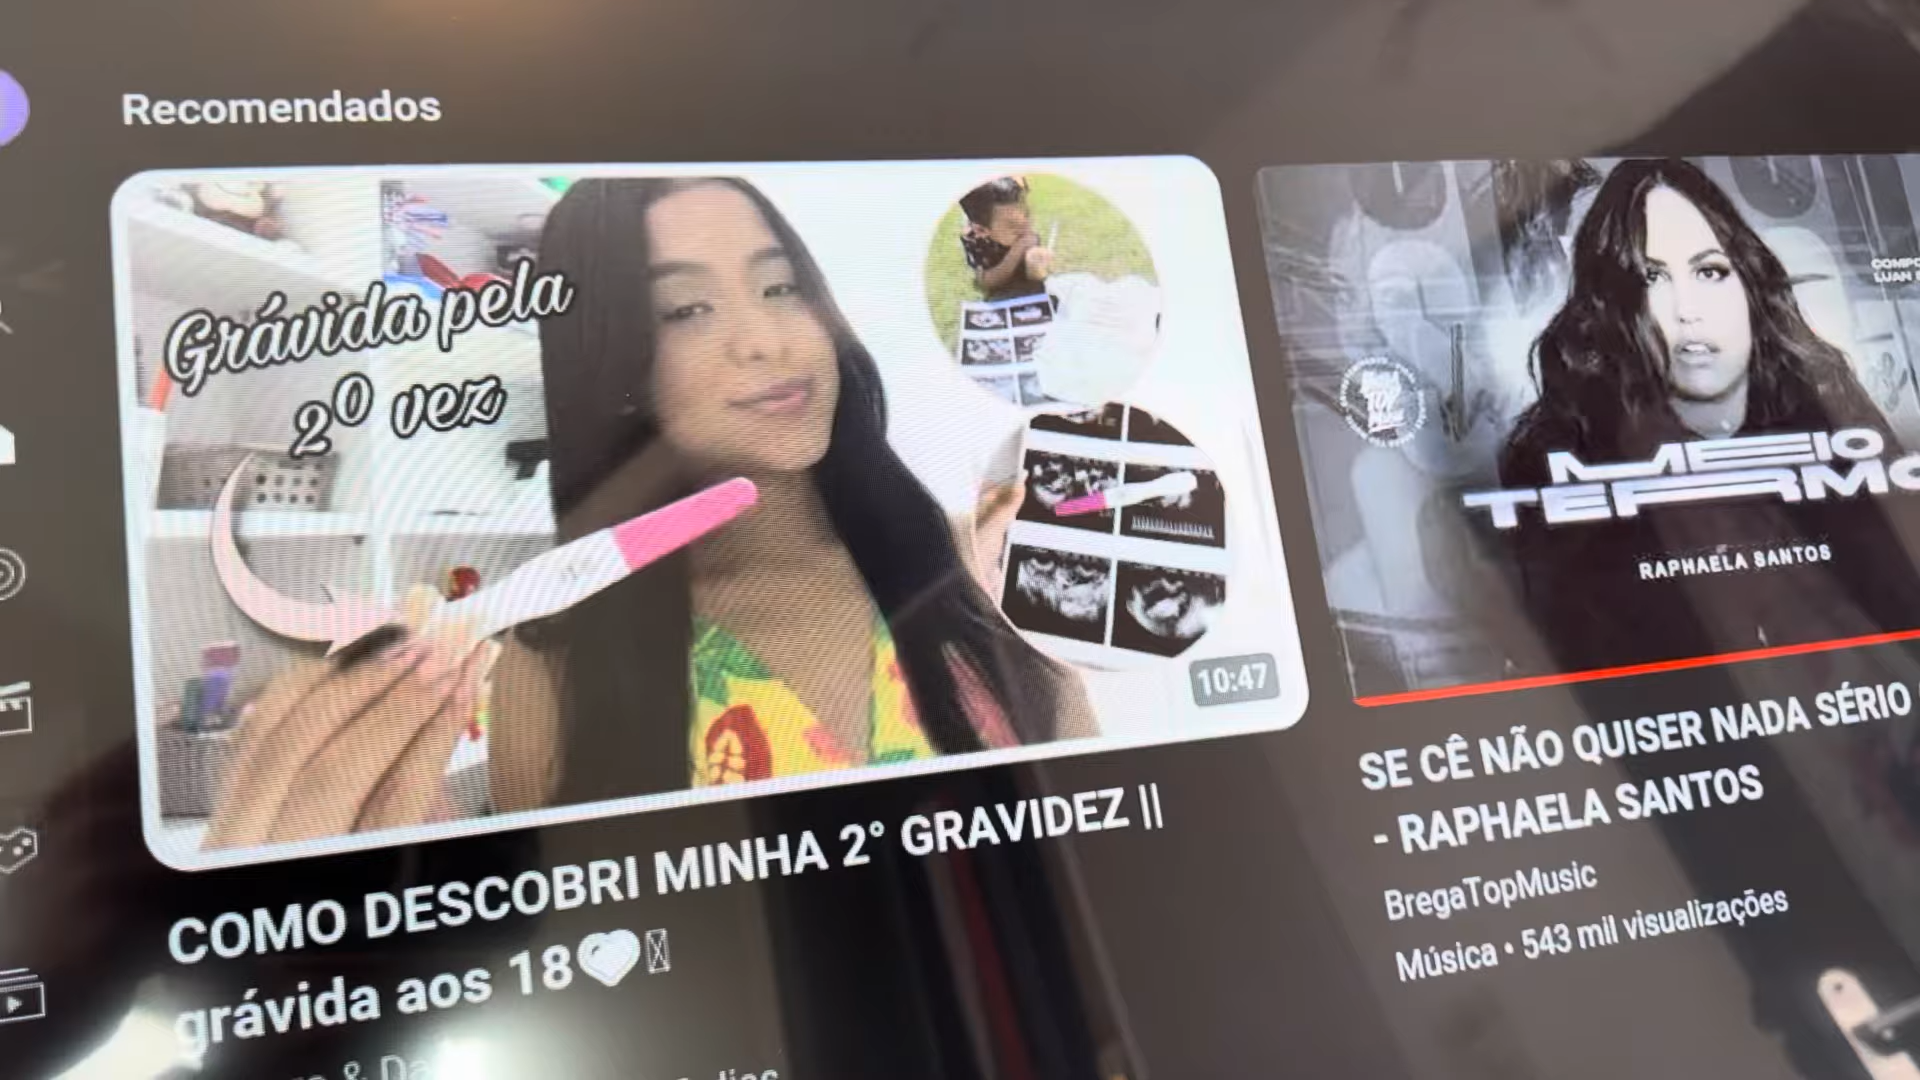 Recomendados
Grávida pela
2º vez
10:47
COMO DESCOBRI MINHA 2° GRAVIDEZ ||
grávida aos 18
MEIO
TERMO
RAPHAELA SANTOS
SE CÊ NÃO QUISER NADA SÉRIO
- RAPHAELA SANTOS
BregaTopMusic
Música • 543 mil visualizações